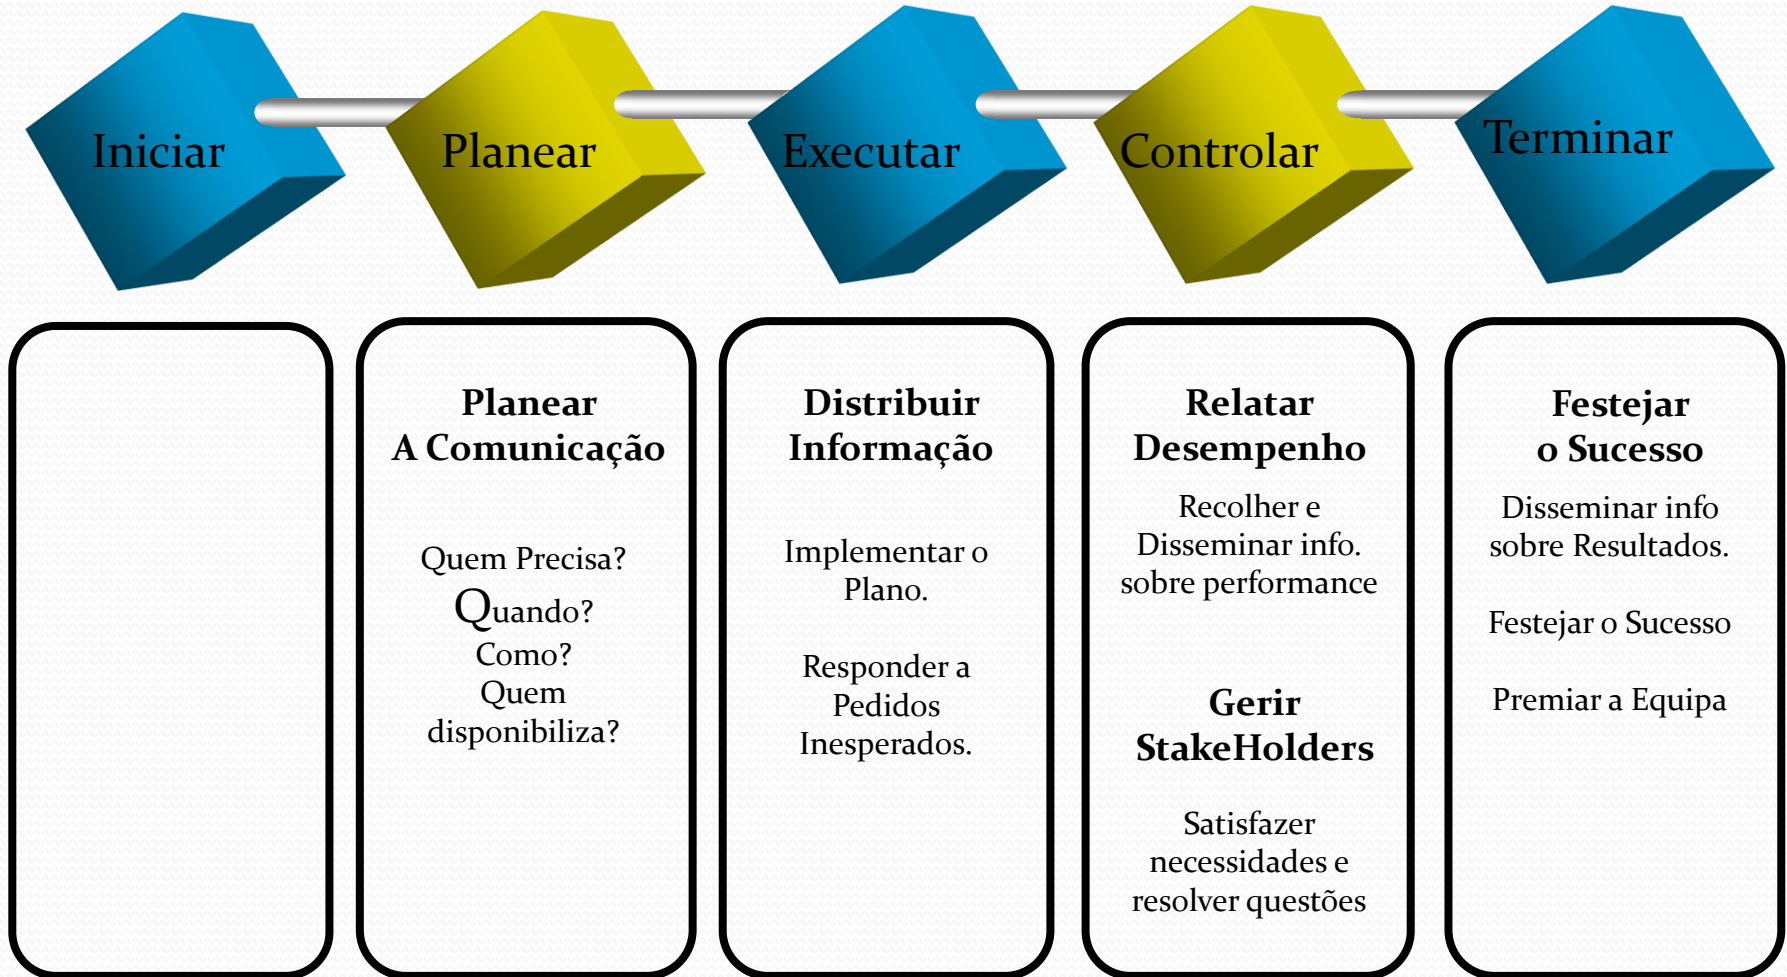 Iniciar
Planear
Executar
Controlar
Terminar
Planear
A Comunicação
Quem Precisa?
Quando?
Como?
Quem
disponibiliza?
Distribuir
Informação
Implementar o
Plano.
Responder a
Pedidos
Inesperados.
Relatar
Desempenho
Recolher e
Disseminar info.
sobre performance
Gerir
StakeHolders
Satisfazer
necessidades e
resolver questões
Festejar
o Sucesso
Disseminar info
sobre Resultados.
Festejar o Sucesso
Premiar a Equipa